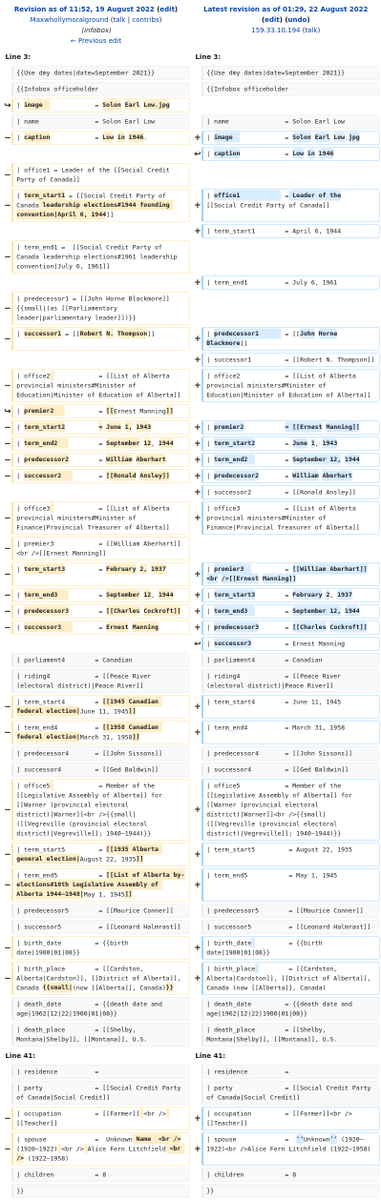 Revision as of 11:52, 19 August 2022 (edit)
Maxwhollymoralground (talk | contribs)
(infobox)
← Previous edit
Latest revision as of 01:29, 22 August 2022
(edit) (undo)
159.33.10.194 (talk)
Line 3:
{{Use dmy dates|date=September 2021}}
{{Infobox officeholder
| image = Solon Earl Low.jpg
| name = Solon Earl Low
| caption = Low in 1946.
| office1 = Leader of the [[Social Credit Party
of Canada]]
| term_start1 = [[Social Credit Party of
Canada leadership elections#1944 founding
convention|April 6, 1944]]
| term_end1 = [[Social Credit Party of
Canada leadership elections#1961 leadership
convention|July 6, 1961]]
| predecessor1 = [[John Horne Blackmore]]
{{small|(as [[Parliamentary
leader|parliamentary leader]])}}
| successor1 = [[Robert N. Thompson]]
| office2 = [[List of Alberta
provincial ministers#Minister of
Education|Minister of Education of Alberta]]
| premier2 = [[Ernest Manning]]
| term_start2 = June 1, 1943
| term_end2 = September 12, 1944
| predecessor2 = William Aberhart
| successor2 = [[Ronald Ansley]]
| office3 = [[List of Alberta
provincial ministers#Minister of
Finance|Provincial Treasurer of Alberta]]
| premier3 = [[William Aberhart]]
<br />[[Ernest Manning]]
| term_start3 = February 2, 1937
| term_end3 = September 12, 1944
| predecessor3 = [[Charles Cockroft]]
| successor3 = Ernest Manning
| parliament4 = Canadian
| riding4 = [[Peace River
(electoral district)|Peace River]]
| term_start4 = [[1945 Canadian
federal election|June 11, 1945]]
| term_end4 = [[1958 Canadian
federal election|March 31, 1958]]
| predecessor4 = [[John Sissons]]
| successor4 = [[Ged Baldwin]]
| office5 = Member of the
[[Legislative Assembly of Alberta]] for
[[Warner (provincial electoral
district)|Warner]]<br />{{small|
([[Vegreville (provincial electoral
district)|Vegreville]]; 1940–1944)}}
| term_start5 = [[1935 Alberta
general election|August 22, 1935]]
| term_end5 = [[List of Alberta by-
elections#10th Legislative Assembly of
Alberta 1944–1948|May 1, 1945]]
| predecessor5 = [[Maurice Conner]]
| successor5 = [[Leonard Halmrast]]
| birth_date = {{birth
date|1900|01|08}}
| birth_place = [[Cardston,
Alberta|Cardston]], [[District of Alberta]],
Canada {{small|(now [[Alberta]], Canada)}}
| death_date = {{death date and
age|1962|12|22|1900|01|08}}
| death_place = [[Shelby,
Montana|Shelby]], [[Montana]], U.S.
Line 41:
| residence =
| party = [[Social Credit Party
of Canada|Social Credit]]
| occupation = [[Farmer]] <br />
[[Teacher]]
| spouse = Unknown Name <br />
(1920–1922) <br /> Alice Fern Litchfield <br
/> (1922–1958)
| children = 8
}}
Line 3:
{{Use dmy dates|date=September 2021}}
{{Infobox officeholder
| name = Solon Earl Low
| image = Solon Earl Low.jpg
| caption = Low in 1946
| office1 = Leader of the
[[Social Credit Party of Canada]]
| term_start1 = April 6, 1944
| term_end1 = July 6, 1961
| predecessor1 = [[John Horne
Blackmore]]
| successor1 = [[Robert N. Thompson]]
| office2 = [[List of Alberta
provincial ministers#Minister of
Education|Minister of Education of Alberta]]
| premier2 = [[Ernest Manning]]
| term_start2 = June 1, 1943
| term_end2 = September 12, 1944
| predecessor2 = William Aberhart
| successor2 = [[Ronald Ansley]]
| office3 = [[List of Alberta
provincial ministers#Minister of
Finance|Provincial Treasurer of Alberta]]
| premier3 = [[William Aberhart]]
<br />[[Ernest Manning]]
| term_start3 = February 2, 1937
| term_end3 = September 12, 1944
| predecessor3 = [[Charles Cockroft]]
| successor3 = Ernest Manning
| parliament4 = Canadian
| riding4 = [[Peace River
(electoral district)|Peace River]]
| term_start4 = June 11, 1945
| term_end4 = March 31, 1958
| predecessor4 = [[John Sissons]]
| successor4 = [[Ged Baldwin]]
| office5 = Member of the
[[Legislative Assembly of Alberta]] for
[[Warner (provincial electoral
district)|Warner]]<br />{{small|
([[Vegreville (provincial electoral
district)|Vegreville]]; 1940–1944)}}
| term_start5 = August 22, 1935
| term_end5 = May 1, 1945
| predecessor5 = [[Maurice Conner]]
| successor5 = [[Leonard Halmrast]]
| birth_date = {{birth
date|1900|01|08}}
| birth_place = [[Cardston,
Alberta|Cardston]], [[District of Alberta]],
Canada (now [[Alberta]], Canada)
| death_date = {{death date and
age|1962|12|22|1900|01|08}}
| death_place = [[Shelby,
Montana|Shelby]], [[Montana]], U.S.
Line 41:
| residence =
| party = [[Social Credit Party
of Canada|Social Credit]]
| occupation = [[Farmer]]<br />
[[Teacher]]
| spouse = ''Unknown'' (1920–
1922)<br />Alice Fern Litchfield (1922–1958)
| children = 8
}}